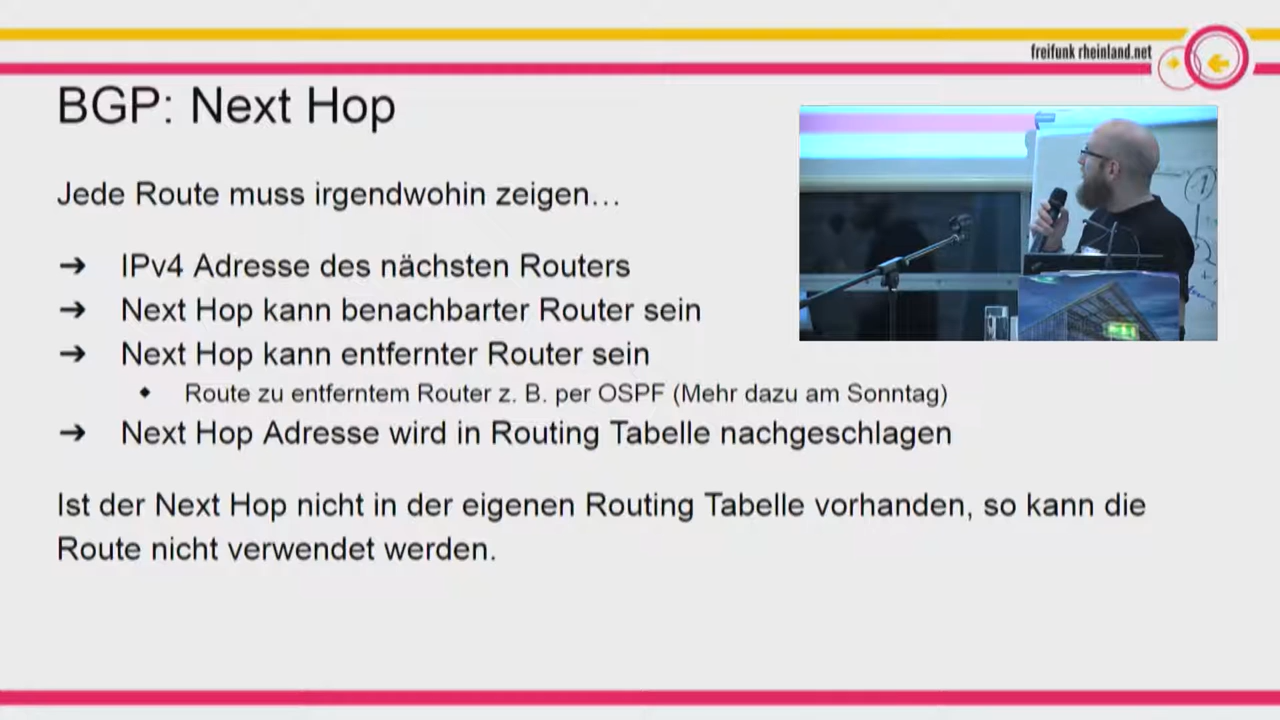 freifunk rheinland.net
BGP: Next Hop
Jede Route muss irgendwohin zeigen…
➔ IPv4 Adresse des nächsten Routers
➔ Next Hop kann benachbarter Router sein
➔ Next Hop kann entfernter Router sein
◆ Route zu entferntem Router z. B. per OSPF (Mehr dazu am Sonntag)
➔ Next Hop Adresse wird in Routing Tabelle nachgeschlagen
Ist der Next Hop nicht in der eigenen Routing Tabelle vorhanden, so kann die
Route nicht verwendet werden.